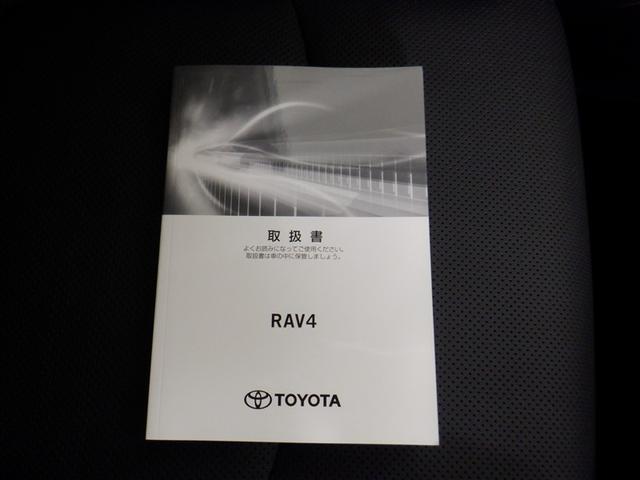 取扱書
よくお読みになってご使用ください。
取扱書は車の中に保管しましょう。
RAV4
TOYOTA